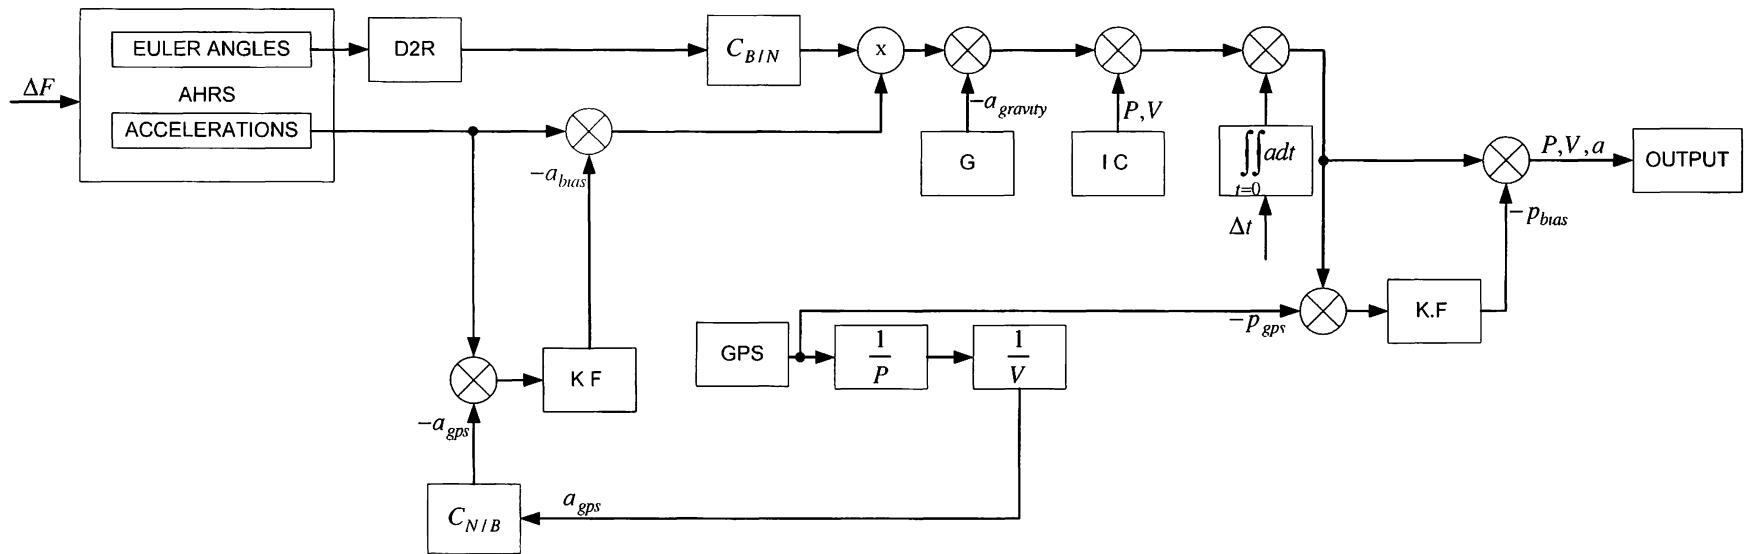 ΔF
EULER ANGLES
AHRS
ACCELERATIONS
D2R
C_{B/N}
x
-a_{gravity}
G
P,V
I C
∬adt
t=0
Δt
-a_{bias}
P,V,a
OUTPUT
-p_{bias}
K.F
-p_{gps}
GPS
1/P
1/V
K F
-a_{gps}
C_{N/B}
a_{gps}